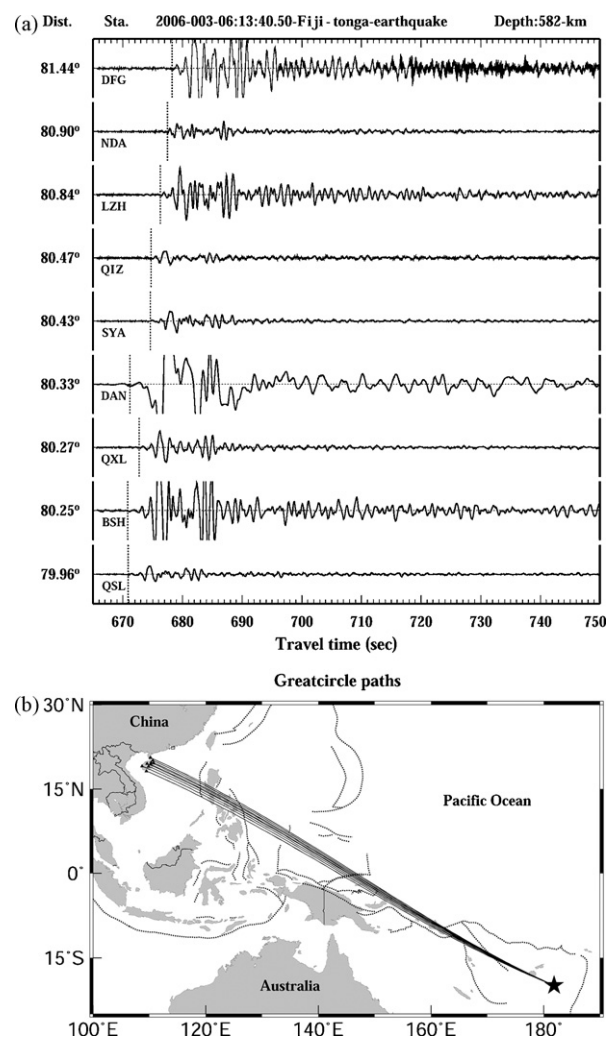 (a) Dist. Sta. 2006-003-06:13:40.50-Fiji-tonga-earthquake Depth:582-km
81.44° DFG
80.90° NDA
80.84° LZH
80.47° QIZ
80.43° SYA
80.33° DAN
80.27° QXL
80.25° BSH
79.96° QSL
670 680 690 700 710 720 730 740 750
Travel time (sec)
Greatcircle paths
(b) 30°N
China
15°N
Pacific Ocean
0°
15°S
Australia
100°E 120°E 140°E 160°E 180°